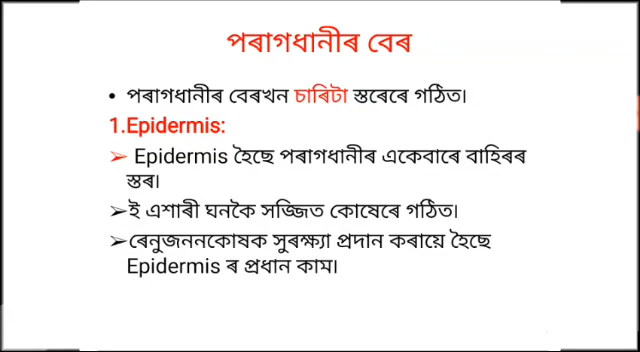 পৰাগধানীৰ বেৰ
• পৰাগধানীৰ বেৰখন চাৰিটা স্তৰেৰে গঠিত।
1.Epidermis:
➢ Epidermis হৈছে পৰাগধানীৰ একেবাৰে বাহিৰৰ
স্তৰ।
➢ই এশাৰী ঘনকৈ সজ্জিত কোষেৰে গঠিত।
➢ৰেনুজননকোষক সুৰক্ষ্যা প্ৰদান কৰায়ে হৈছে
Epidermis ৰ প্ৰধান কাম।